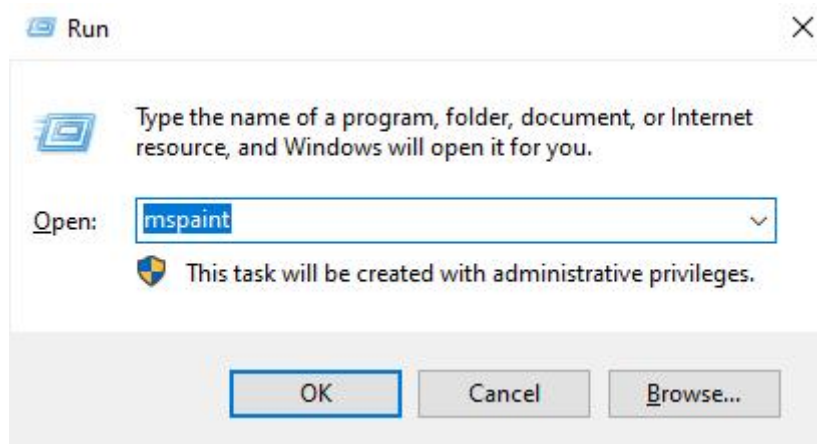 Run
Type the name of a program, folder, document, or Internet
resource, and Windows will open it for you.
Open: mspaint
This task will be created with administrative privileges.
OK Cancel Browse...